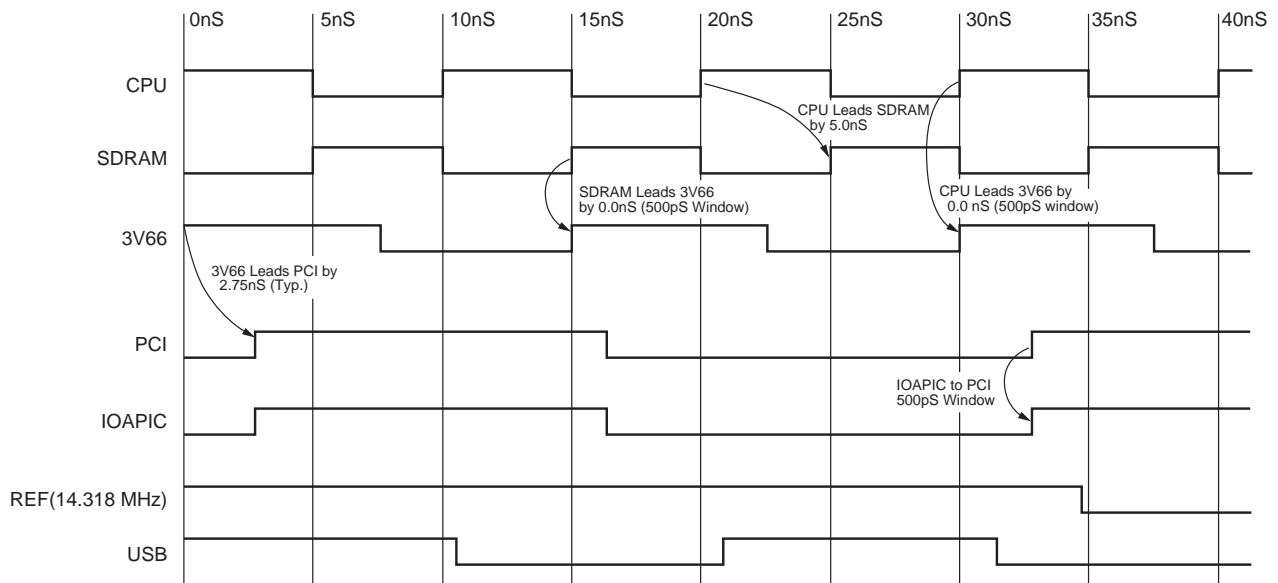 0nS 5nS 10nS 15nS 20nS 25nS 30nS 35nS 40nS
CPU
CPU Leads SDRAM
by 5.0nS
SDRAM
SDRAM Leads 3V66
by 0.0nS (500pS Window)
CPU Leads 3V66 by
0.0 nS (500pS window)
3V66
3V66 Leads PCI by
2.75nS (Typ.)
PCI
IOAPIC to PCI
500pS Window
IOAPIC
REF(14.318 MHz)
USB